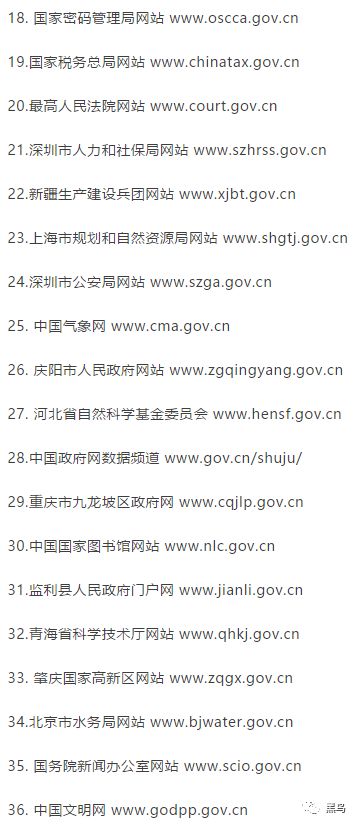 18. 国家密码管理局网站 www.oscca.gov.cn
19.国家税务总局网站 www.chinatax.gov.cn
20.最高人民法院网站 www.court.gov.cn
21.深圳市人力和社保局网站 www.szhrss.gov.cn
22.新疆生产建设兵团网站 www.xjbt.gov.cn
23.上海市规划和自然资源局网站 www.shgtj.gov.cn
24.深圳市公安局网站 www.szga.gov.cn
25. 中国气象网 www.cma.gov.cn
26. 庆阳市人民政府网站 www.zgqingyang.gov.cn
27. 河北省自然科学基金委员会 www.hensf.gov.cn
28.中国政府网数据频道 www.gov.cn/shuju/
29.重庆市九龙坡区政府网 www.cqjlp.gov.cn
30.中国国家图书馆网站 www.nlc.gov.cn
31.监利县人民政府门户网 www.jianli.gov.cn
32.青海省科学技术厅网站 www.qhkj.gov.cn
33. 肇庆国家高新区网站 www.zqgx.gov.cn
34.北京市水务局网站 www.bjwater.gov.cn
35. 国务院新闻办公室网站 www.scio.gov.cn
36. 中国文明网 www.godpp.gov.cn
黑鸟